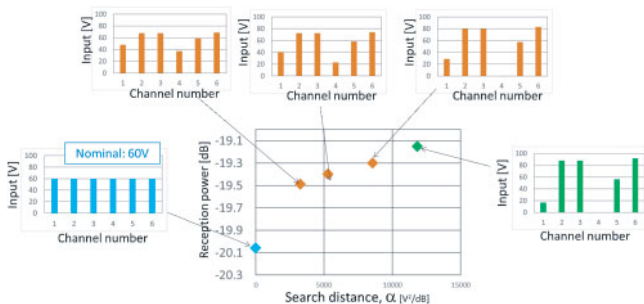 Input [V]
100
80
60
40
20
0
1 2 3 4 5 6
Channel number
Input [V]
100
80
60
40
20
0
1 2 3 4 5 6
Channel number
Input [V]
100
80
60
40
20
0
1 2 3 4 5 6
Channel number
Input [V]
100
80
60
40
20
0
Nominal: 60V
1 2 3 4 5 6
Channel number
Reception power [dB]
-19.1
-19.3
-19.5
-19.7
-19.9
-20.1
-20.3
0 5000 10000 15000
Search distance, α [V²/dB]
Input [V]
100
80
60
40
20
0
1 2 3 4 5 6
Channel number